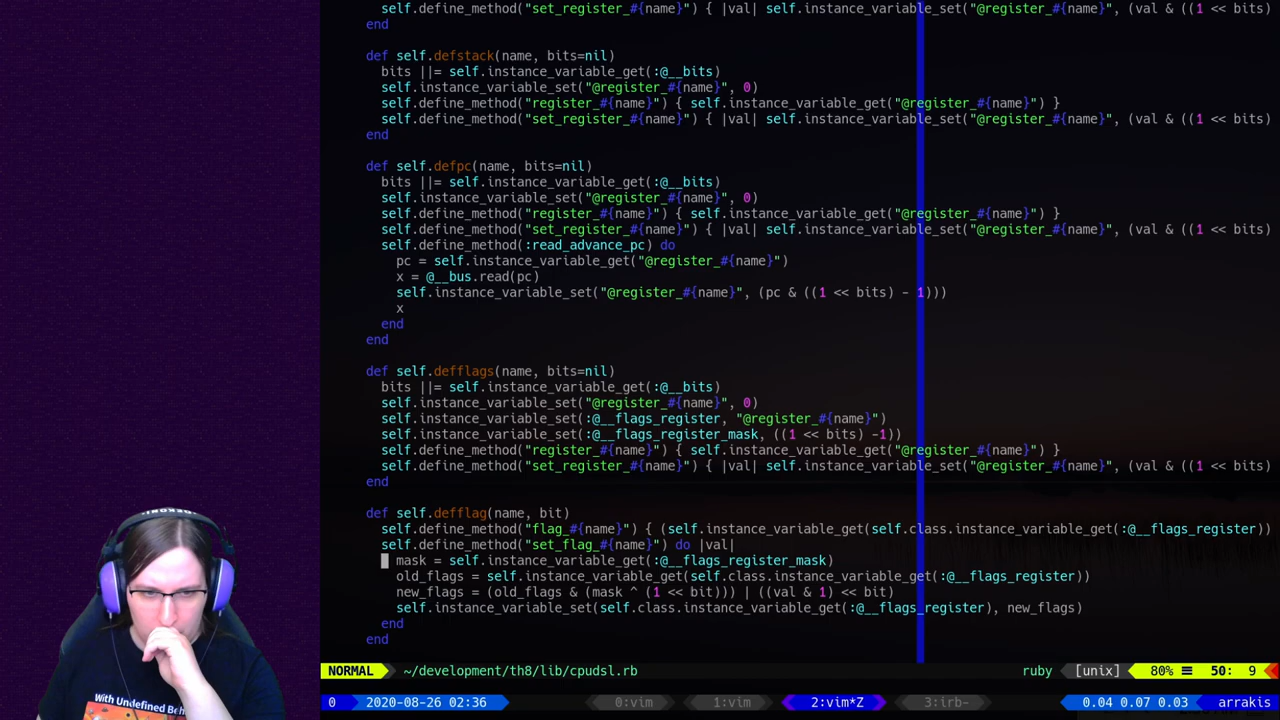 self.define_method("set_register_#{name}") { |val| self.instance_variable_set("@register_#{name}", (val & ((1 << bits)
end
def self.defstack(name, bits=nil)
bits ||= self.instance_variable_get(:@__bits)
self.instance_variable_set("@register_#{name}", 0)
self.define_method("register_#{name}") { self.instance_variable_get("@register_#{name}") }
self.define_method("set_register_#{name}") { |val| self.instance_variable_set("@register_#{name}", (val & ((1 << bits)
end
def self.defpc(name, bits=nil)
bits ||= self.instance_variable_get(:@__bits)
self.instance_variable_set("@register_#{name}", 0)
self.define_method("register_#{name}") { self.instance_variable_get("@register_#{name}") }
self.define_method("set_register_#{name}") { |val| self.instance_variable_set("@register_#{name}", (val & ((1 << bits)
self.define_method(:read_advance_pc) do
pc = self.instance_variable_get("@register_#{name}")
x = @__bus.read(pc)
self.instance_variable_set("@register_#{name}", (pc & ((1 << bits) - 1)))
x
end
end
def self.defflags(name, bits=nil)
bits ||= self.instance_variable_get(:@__bits)
self.instance_variable_set("@register_#{name}", 0)
self.instance_variable_set(:@__flags_register, "@register_#{name}")
self.instance_variable_set(:@__flags_register_mask, ((1 << bits) -1))
self.define_method("register_#{name}") { self.instance_variable_get("@register_#{name}") }
self.define_method("set_register_#{name}") { |val| self.instance_variable_set("@register_#{name}", (val & ((1 << bits)
end
def self.defflag(name, bit)
self.define_method("flag_#{name}") { (self.instance_variable_get(self.class.instance_variable_get(:@__flags_register))
self.define_method("set_flag_#{name}") do |val|
mask = self.instance_variable_get(:@__flags_register_mask)
old_flags = self.instance_variable_get(self.class.instance_variable_get(:@__flags_register))
new_flags = (old_flags & (mask ^ (1 << bit))) | ((val & 1) << bit)
self.instance_variable_set(self.class.instance_variable_get(:@__flags_register), new_flags)
end
end
With Undefined Be
NORMAL ~/development/th8/lib/cpudsl.rb ruby [unix] 80% ≡ 50: 9
0 2020-08-26 02:36 0:vim 1:vim 2:vim*Z 3:irb- 0.04 0.07 0.03 arrakis